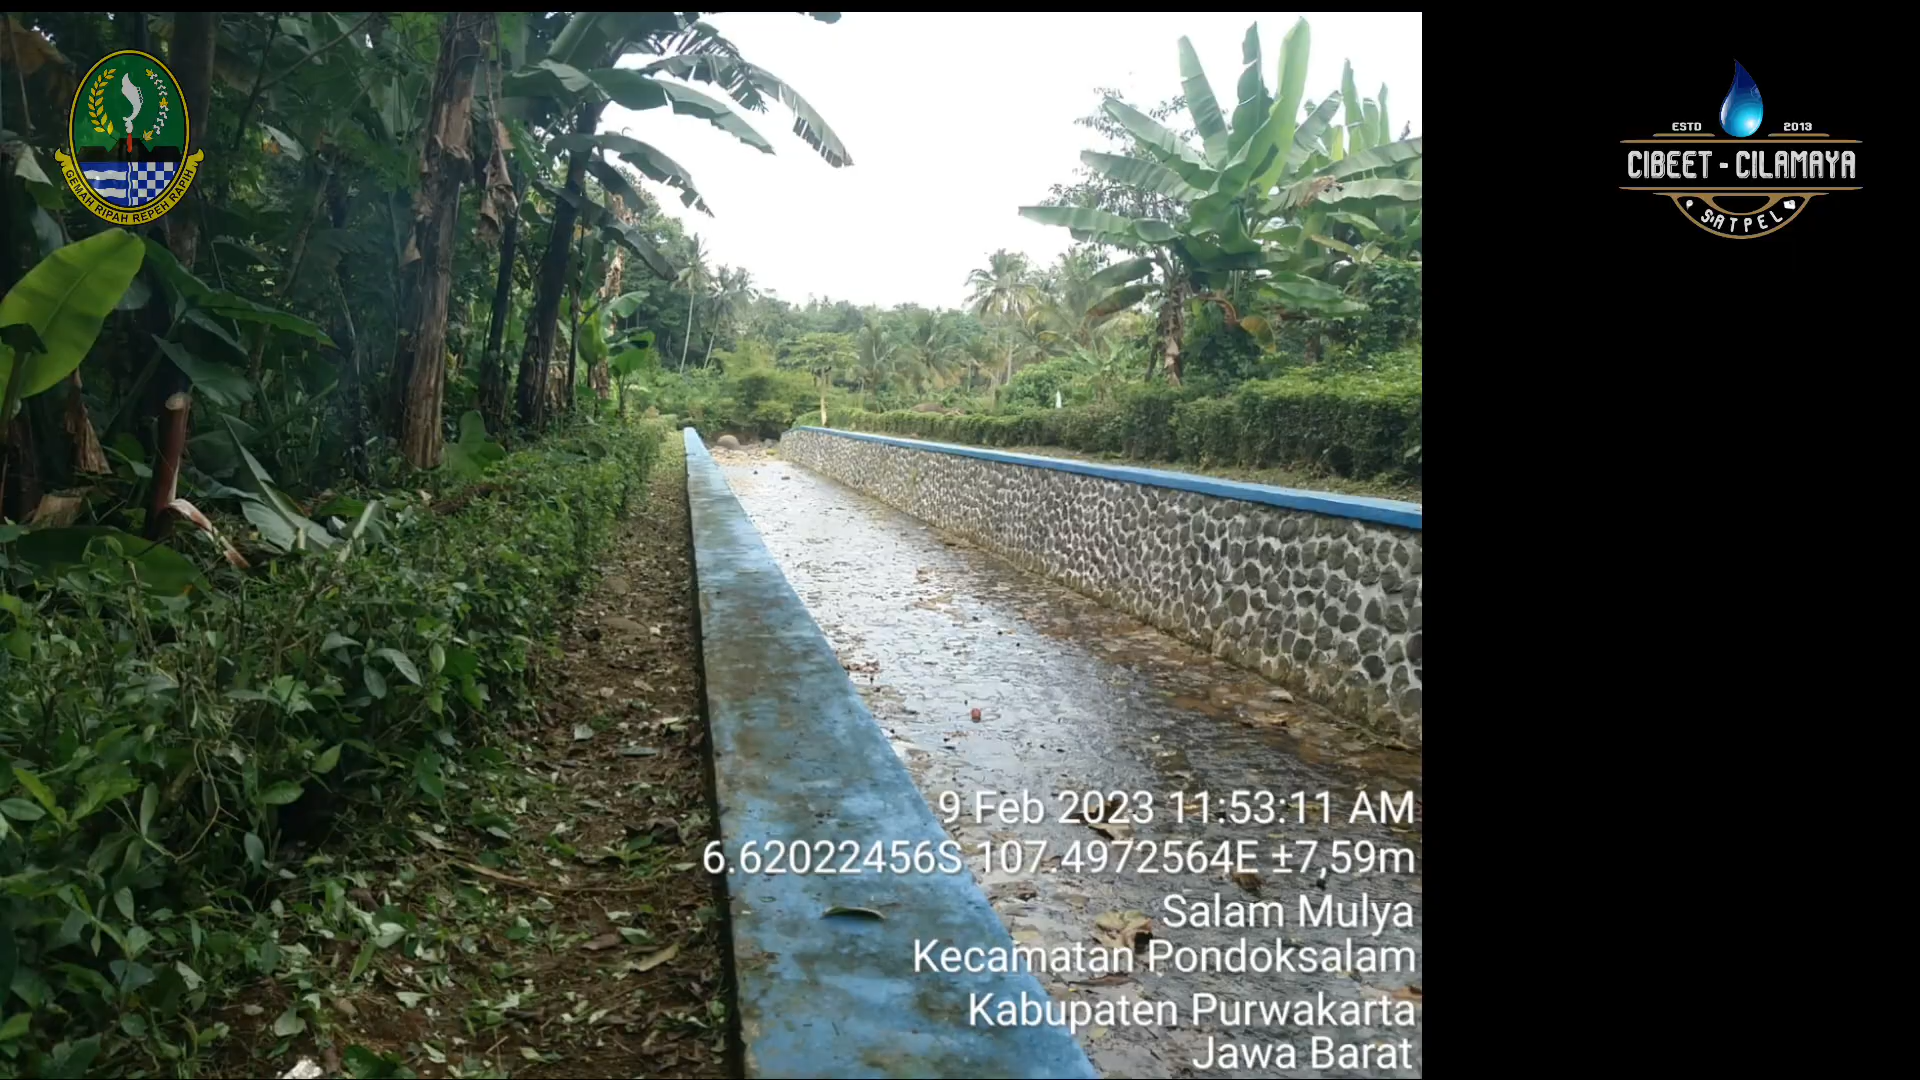 GEMAH RIPAH REPEH RAPIH
ESTD 2013
CIBEET - CILAMAYA
SATPEL
9 Feb 2023 11:53:11 AM
6.62022456S 107.4972564E ±7,59m
Salam Mulya
Kecamatan Pondoksalam
Kabupaten Purwakarta
Jawa Barat